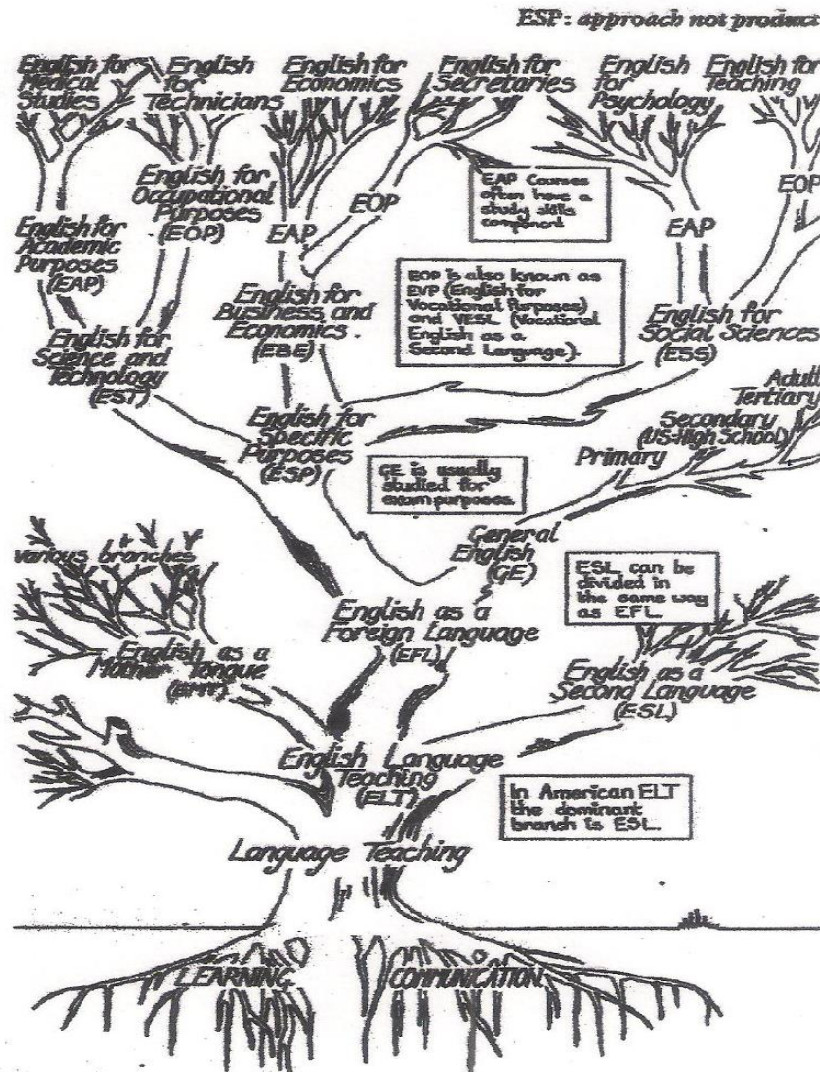 ESP: approach not product
English for
Medical
Studies
English
for
Technicians
English for
Economics
English for
Secretaries
English
for
Psychology
English for
Teaching
English for
Academic
Purposes
(EAP)
English for
Occupational
Purposes
(EOP)
EAP
EOP
EAP Courses
often have a
study skills
component
EAP
EOP
English for
Science and
Technology
(EST)
English for
Business and
Economics
(EBE)
EOP is also known as
EVP (English for
Vocational Purposes)
and VESL (Vocational
English as a
Second Language).
English for
Social Sciences
(ESS)
English for
Specific
Purposes
(ESP)
GE is usually
studied for
exam purposes.
Primary
Secondary
(US: High School)
Tertiary
Adult
General
English
(GE)
various branches
English as a
Mother Tongue
(EMT)
English as a
Foreign Language
(EFL)
ESL can be
divided in
the same way
as EFL.
English as a
Second Language
(ESL)
English Language
Teaching
(ELT)
In American ELT
the dominant
branch is ESL.
Language Teaching
LEARNING
COMMUNICATION